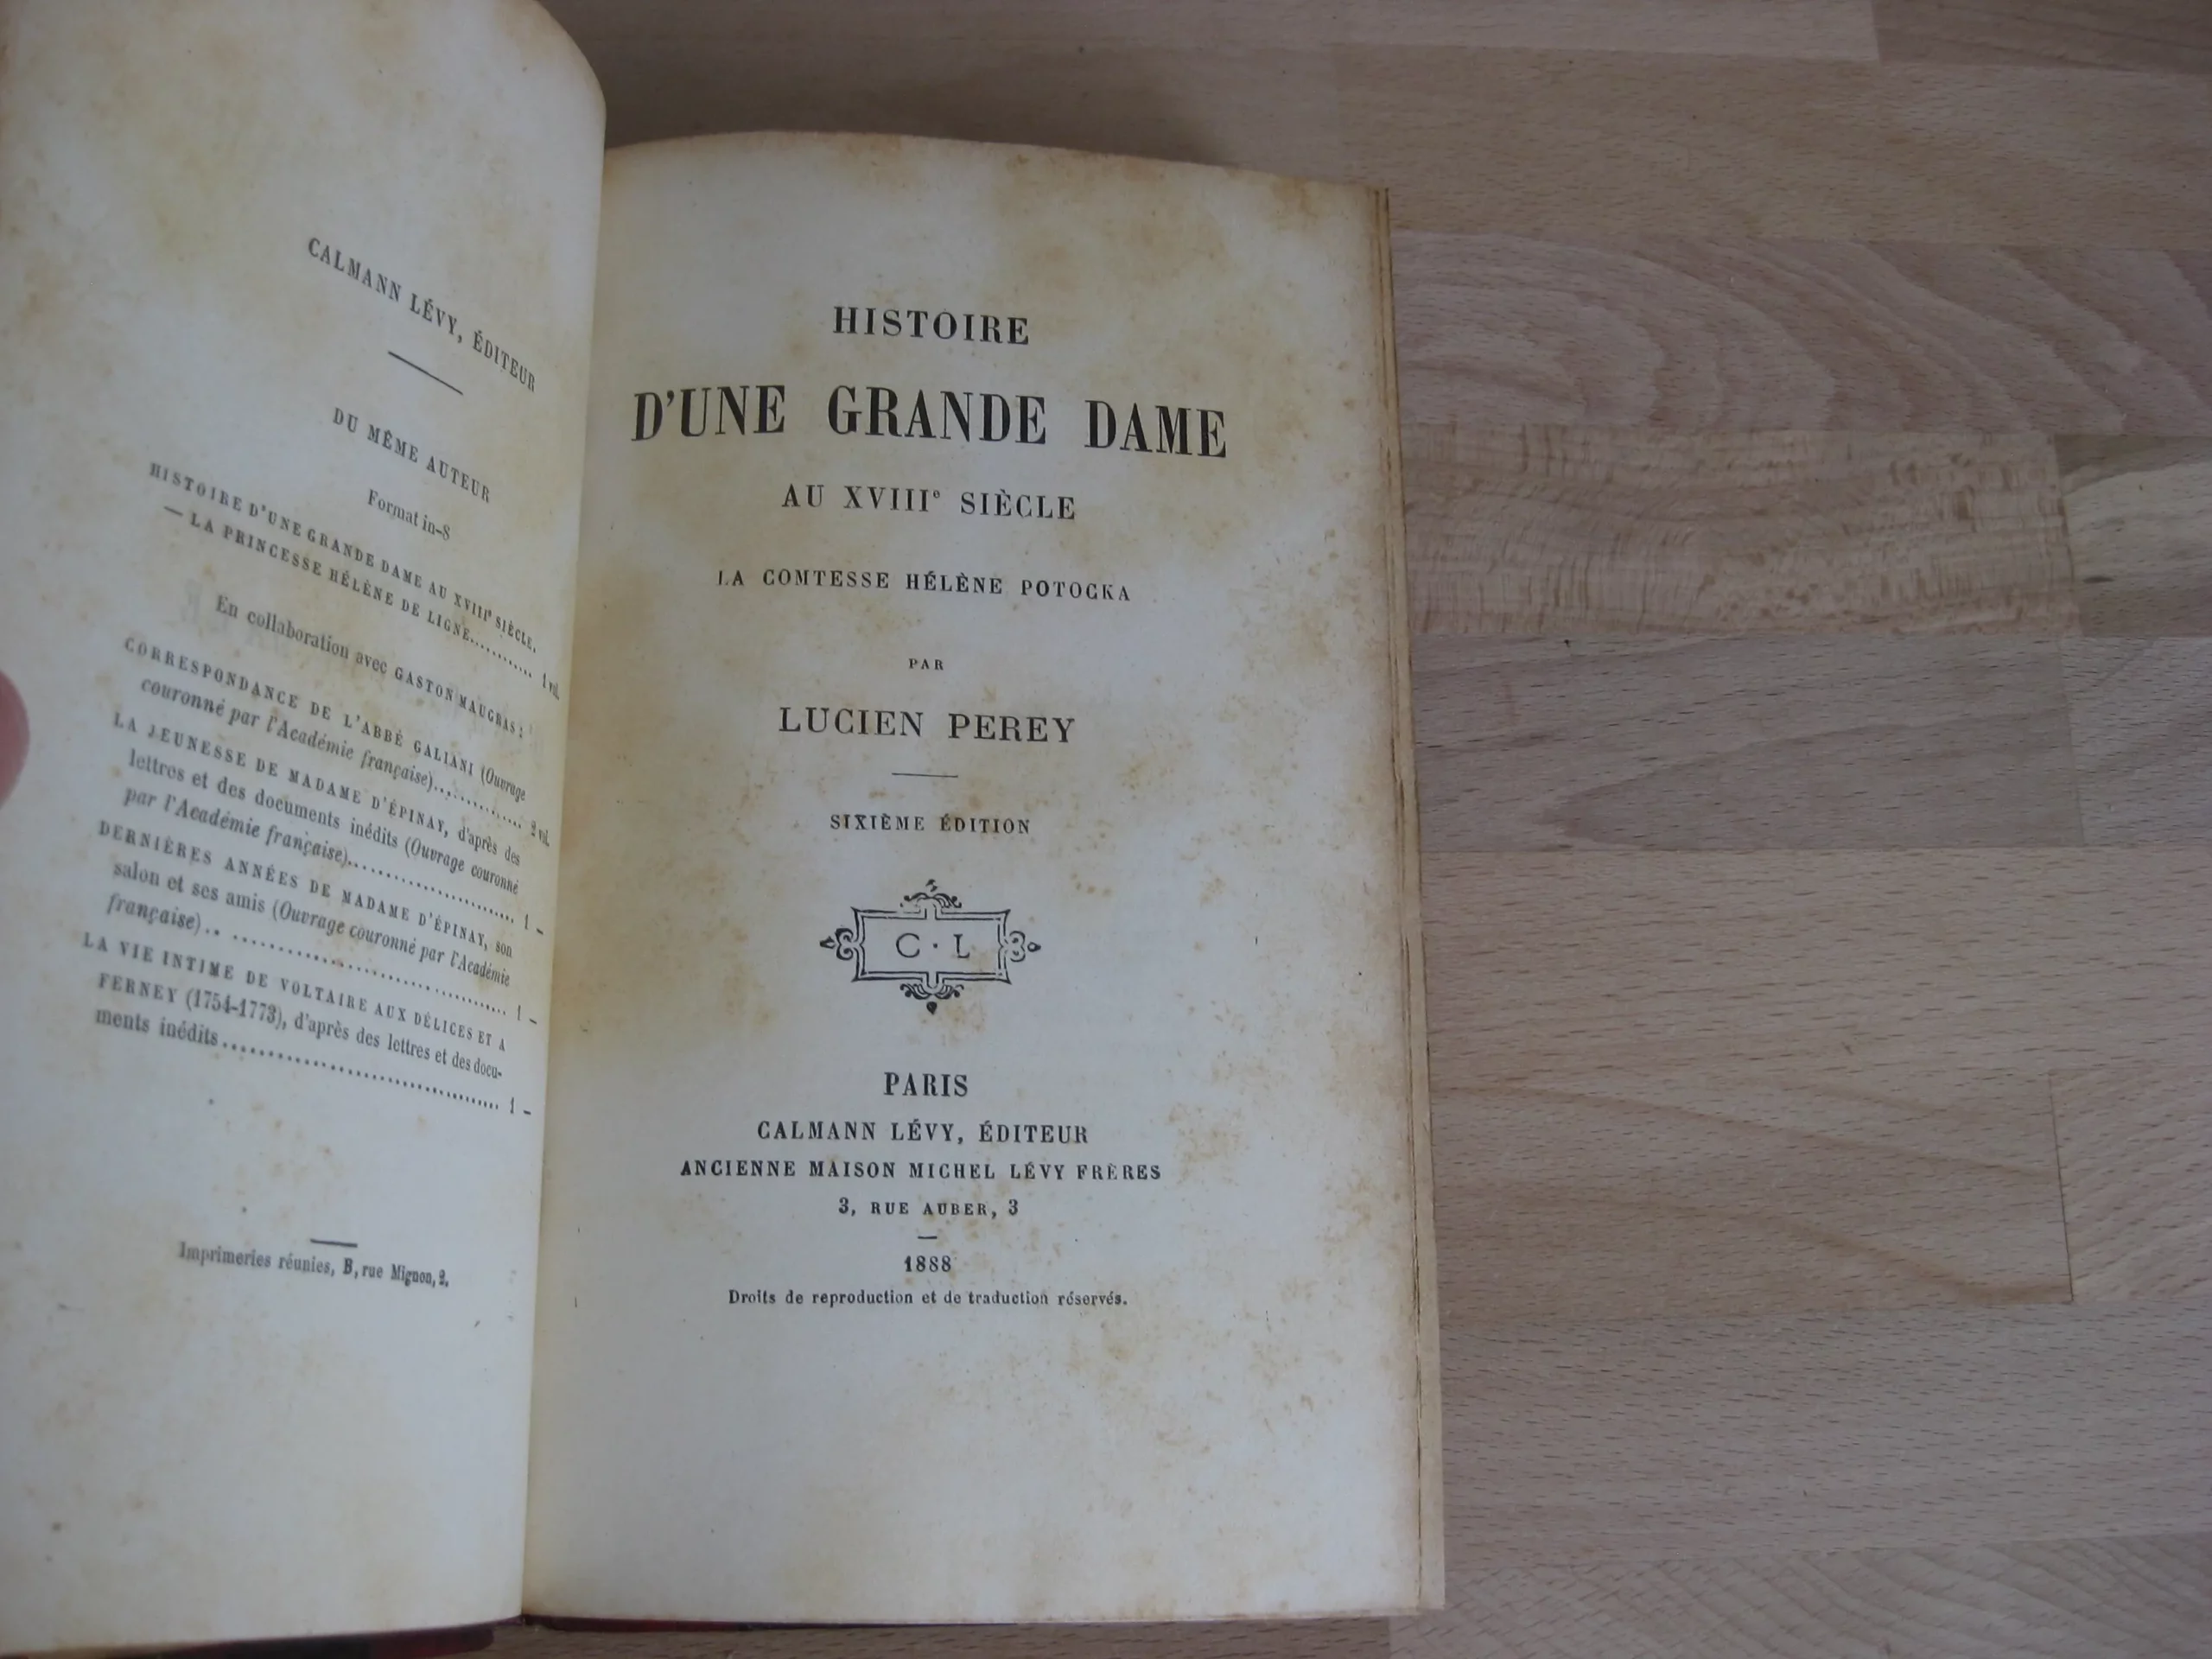 CALMANN LÉVY, ÉDITEUR
DU MÊME AUTEUR
Format in-8
HISTOIRE D'UNE GRANDE DAME AU XVIIIe SIÈCLE,
— LA PRINCESSE HÉLÈNE DE LIGNE............ 1 vol.
En collaboration avec GASTON MAUGRAS:
CORRESPONDANCE DE L'ABBÉ GALIANI (Ouvrage
couronné par l'Académie française)............... 2 vol.
LA JEUNESSE DE MADAME D'ÉPINAY, d'après des
lettres et des documents inédits (Ouvrage couronné
par l'Académie française)........................ 1 –
DERNIÈRES ANNÉES DE MADAME D'ÉPINAY, son
salon et ses amis (Ouvrage couronné par l'Académie
française)........................ 1 –
LA VIE INTIME DE VOLTAIRE AUX DÉLICES ET A
FERNEY (1754-1773), d'après des lettres et des docu-
ments inédits........................ 1 –
Imprimeries réunies, B, rue Mignon, 2.
HISTOIRE
D'UNE GRANDE DAME
AU XVIIIe SIÈCLE
LA COMTESSE HÉLÈNE POTOCKA
PAR
LUCIEN PEREY
SIXIÈME ÉDITION
C · L
PARIS
CALMANN LÉVY, ÉDITEUR
ANCIENNE MAISON MICHEL LÉVY FRÈRES
3, RUE AUBER, 3
1888
Droits de reproduction et de traduction réservés.